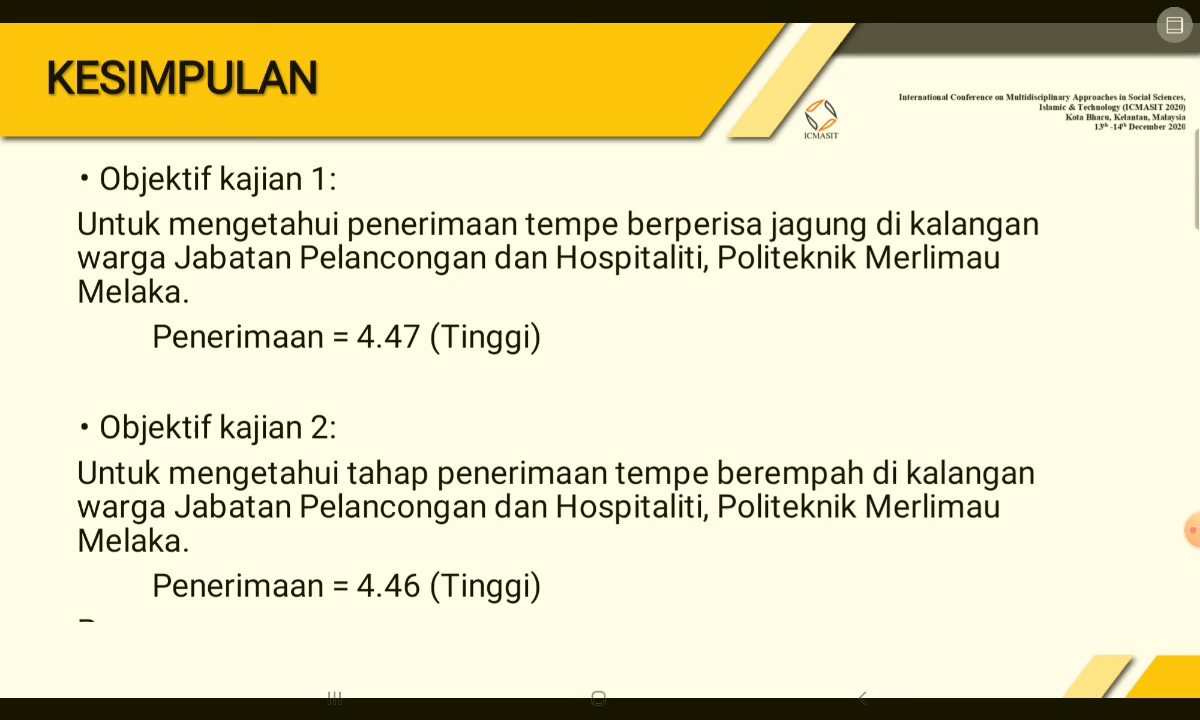 KESIMPULAN
International Conference on Multidisciplinary Approaches in Social Sciences,
Islamic & Technology (ICMASIT 2020)
Kota Bharu, Kelantan, Malaysia
13th -14th December 2020
ICMASIT
• Objektif kajian 1:
Untuk mengetahui penerimaan tempe berperisa jagung di kalangan
warga Jabatan Pelancongan dan Hospitaliti, Politeknik Merlimau
Melaka.
Penerimaan = 4.47 (Tinggi)
• Objektif kajian 2:
Untuk mengetahui tahap penerimaan tempe berempah di kalangan
warga Jabatan Pelancongan dan Hospitaliti, Politeknik Merlimau
Melaka.
Penerimaan = 4.46 (Tinggi)